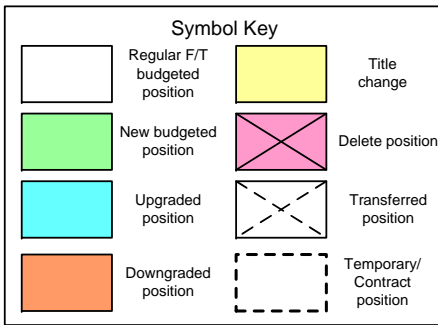 Symbol Key
Regular F/T
budgeted
position
Title
change
New budgeted
position
Delete position
Upgraded
position
Transferred
position
Downgraded
position
Temporary/
Contract
position